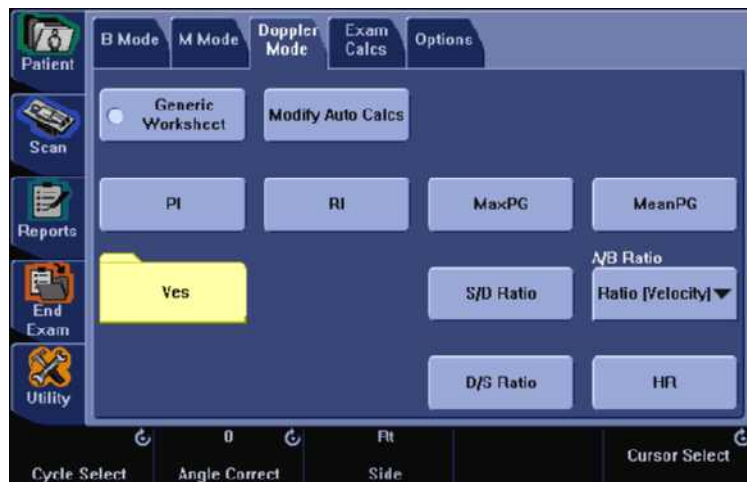 Patient
B Mode
M Mode
Doppler
Mode
Exam
Calcs
Options
Generic
Worksheet
Modify Auto Calcs
Scan
PI
RI
MaxPG
MeanPG
Reports
A/B Ratio
Ves
S/D Ratio
Ratio [Velocity]
End
Exam
D/S Ratio
HR
Utility
0
Rt
Cycle Select
Angle Correct
Side
Cursor Select